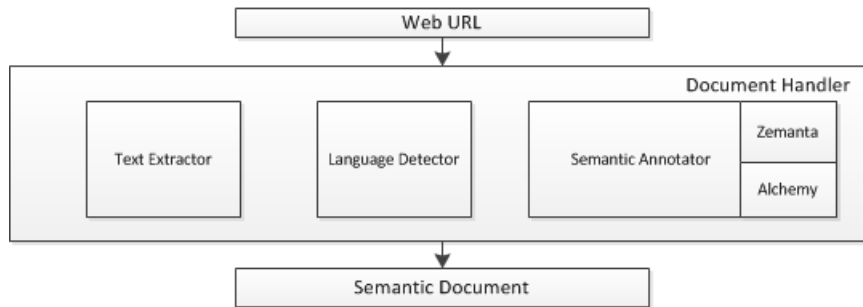 Web URL
Document Handler
Text Extractor
Language Detector
Semantic Annotator
Zemanta
Alchemy
Semantic Document